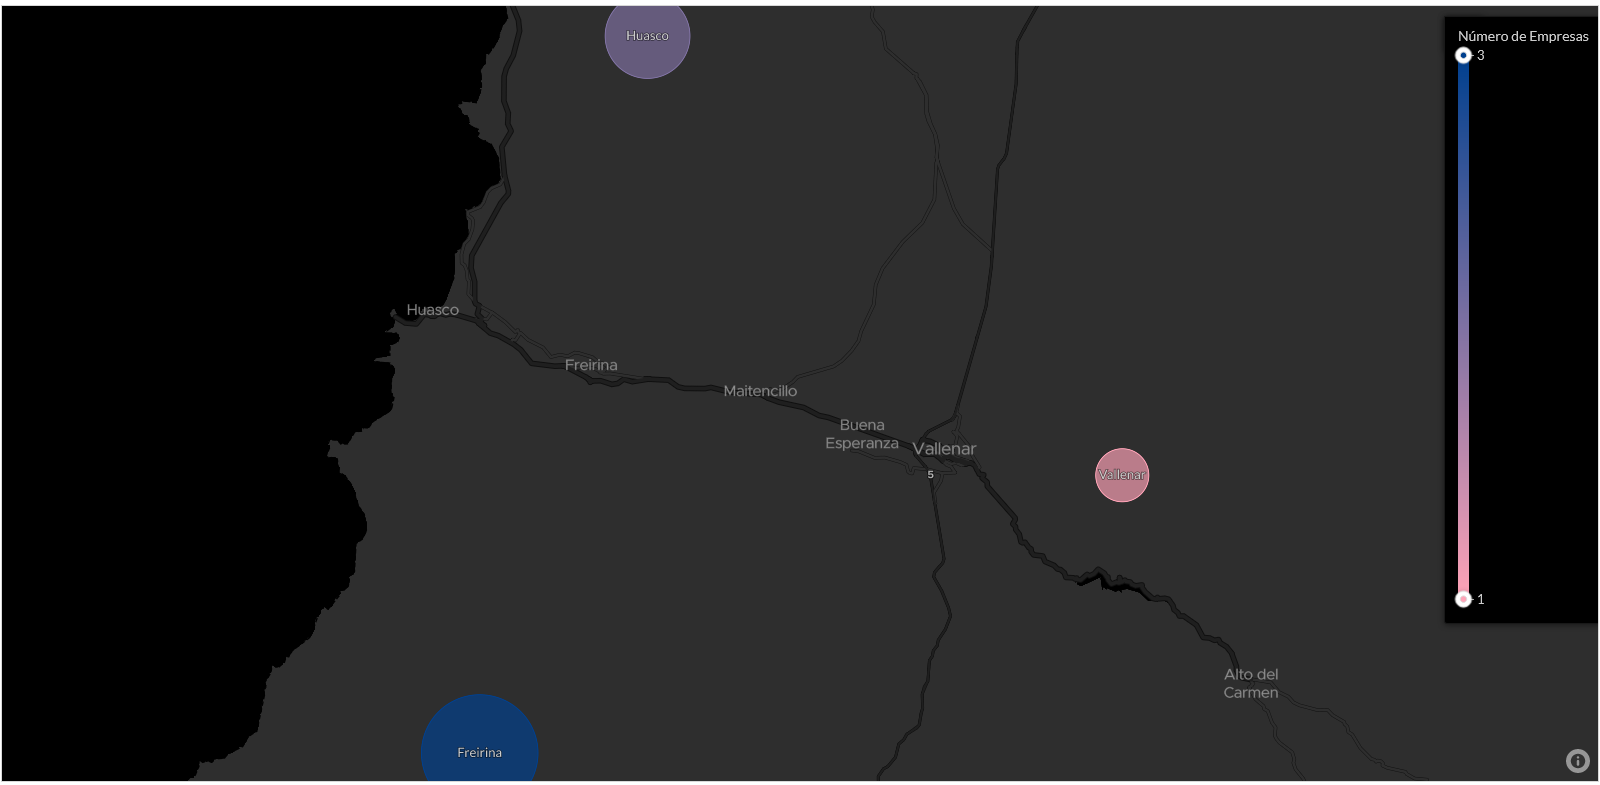 Huasco
Número de Empresas
3
Huasco
Freirina
Maitencillo
Buena
Esperanza
Vallenar
5
Vallenar
1
Alto del
Carmen
Freirina